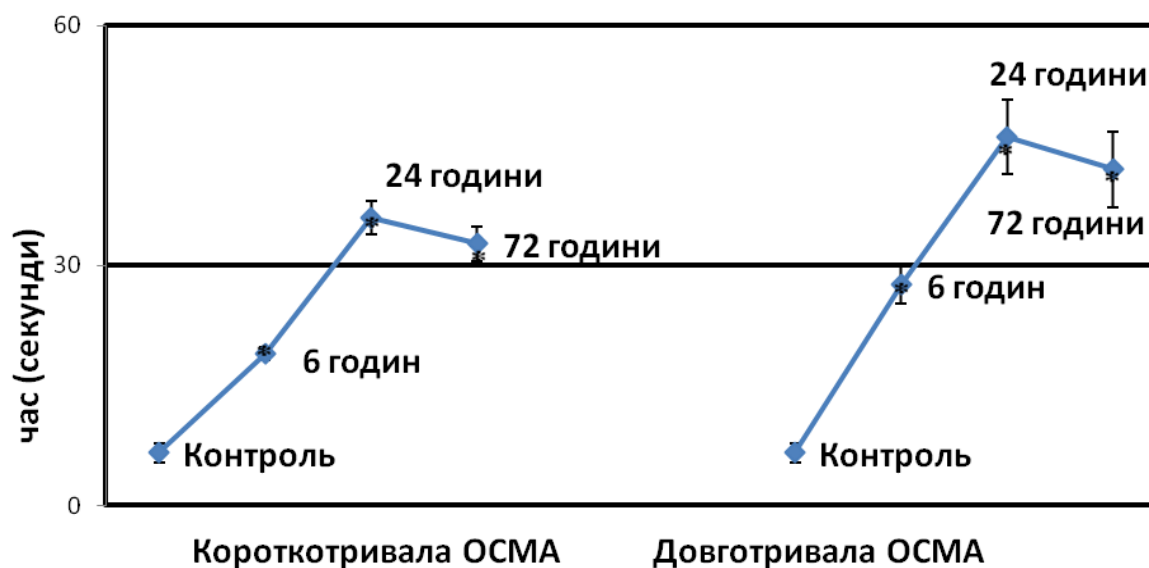 60
24 години
24 години
72 години
72 години
30
6 годин
6 годин
Контроль
Контроль
0
час (секунди)
Короткотривала ОСМА
Довготривала ОСМА